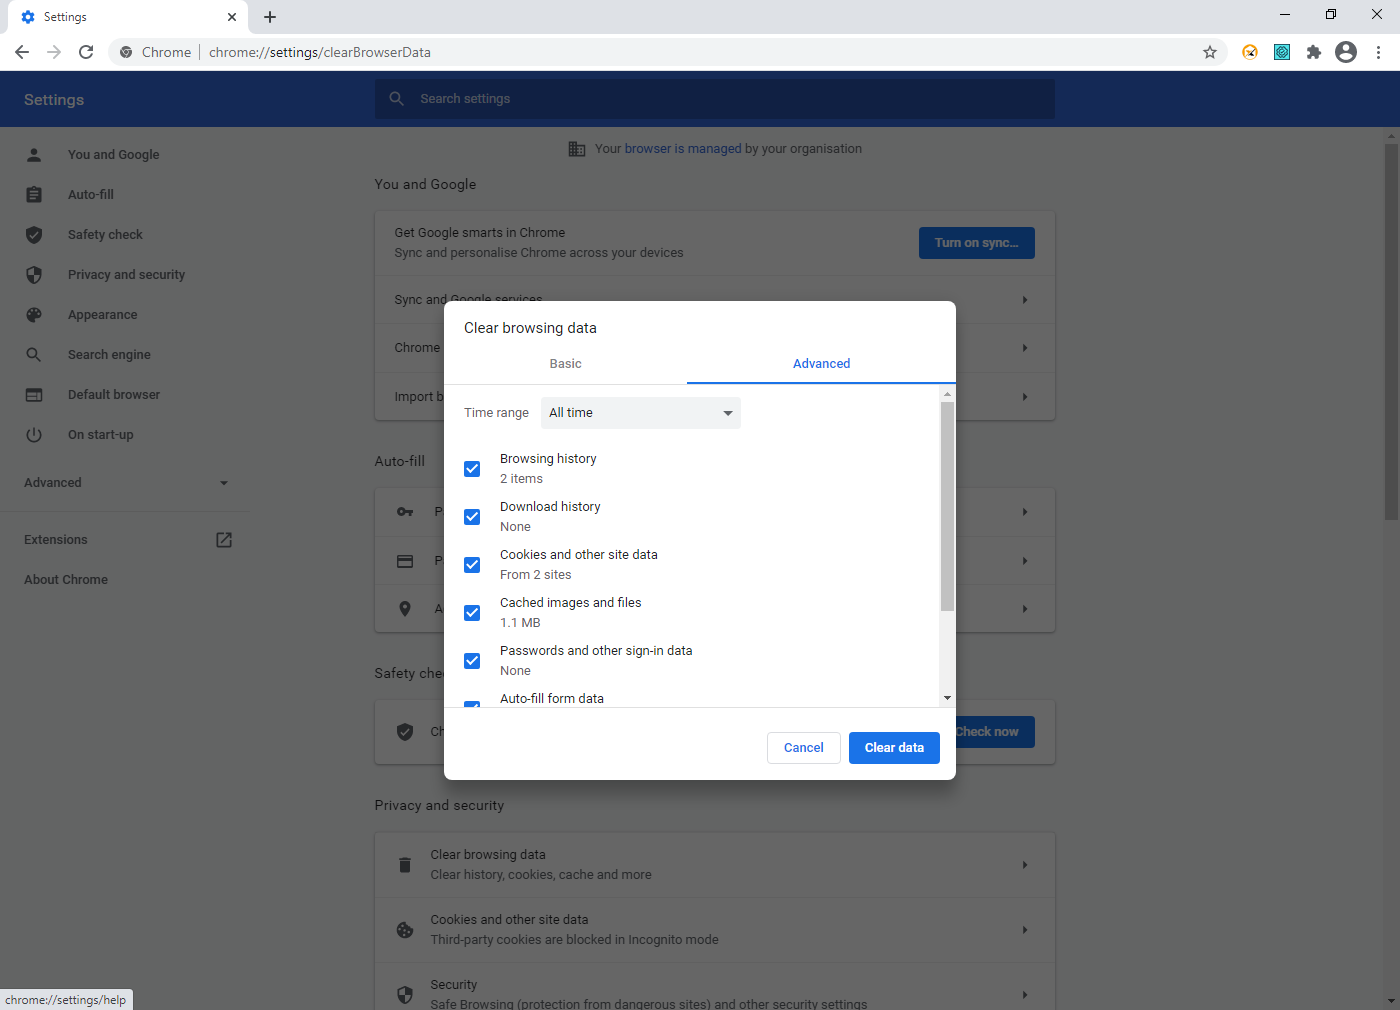 Settings
Chrome
chrome://settings/clearBrowserData
Settings
Search settings
You and Google
Auto-fill
Safety check
Privacy and security
Appearance
Search engine
Default browser
On start-up
Advanced
Extensions
About Chrome
Your browser is managed by your organisation
You and Google
Get Google smarts in Chrome
Sync and personalise Chrome across your devices
Turn on sync...
Sync and Google services
Chrome
Import b
Auto-fill
P
P
A
Safety chec
Ch
Check now
Clear browsing data
Basic
Advanced
Time range
All time
Browsing history
2 items
Download history
None
Cookies and other site data
From 2 sites
Cached images and files
1.1 MB
Passwords and other sign-in data
None
Auto-fill form data
Cancel
Clear data
Privacy and security
Clear browsing data
Clear history, cookies, cache and more
Cookies and other site data
Third-party cookies are blocked in Incognito mode
Security
Safe Browsing (protection from dangerous sites) and other security settings
chrome://settings/help